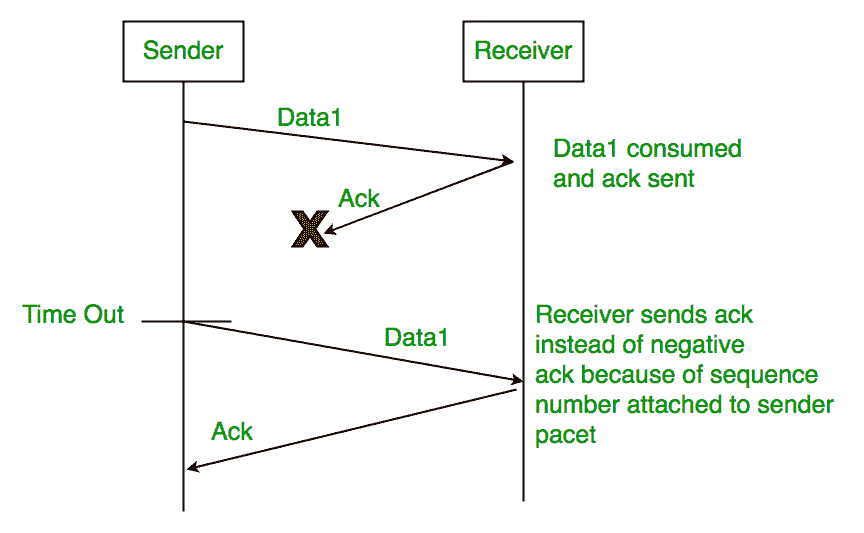 Sender
Receiver
Data1
Data1 consumed
and ack sent
Ack
X
Time Out
Data1
Receiver sends ack
instead of negative
ack because of sequence
number attached to sender
pacet
Ack